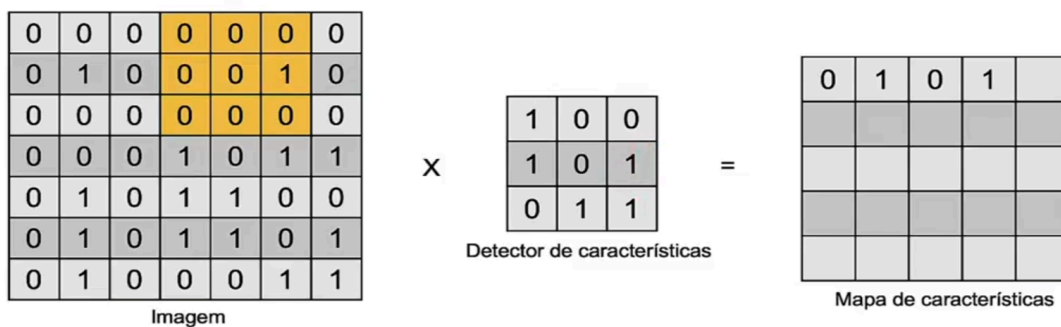 0 0 0 0 0 0 0
0 1 0 0 0 1 0
0 0 0 0 0 0 0
0 0 0 1 0 1 1
0 1 0 1 1 0 0
0 1 0 1 1 0 1
0 1 0 0 0 1 1
Imagem
x
1 0 0
1 0 1
0 1 1
Detector de características
=
0 1 0 1
Mapa de características